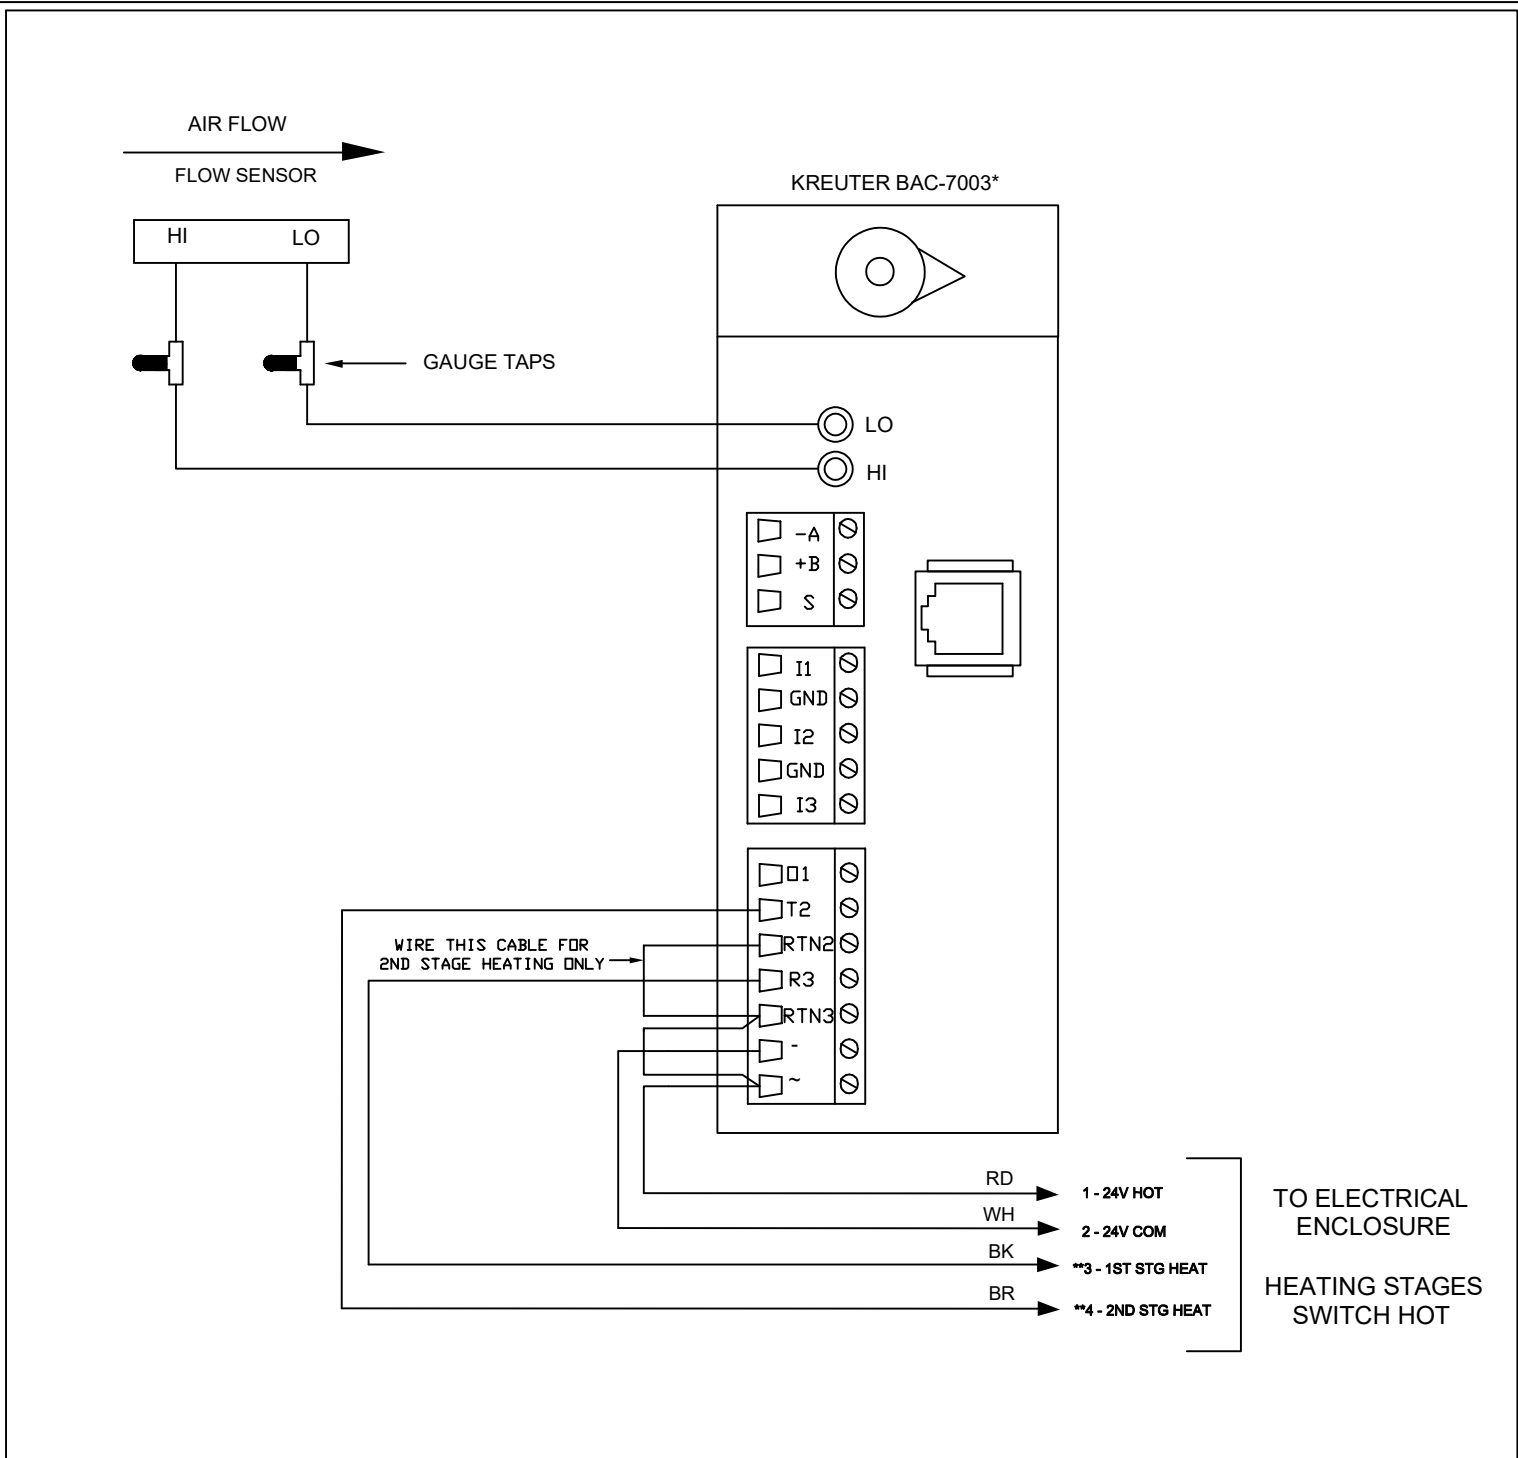 AIR FLOW
FLOW SENSOR
HI
LO
GAUGE TAPS
KREUTER BAC-7003*
LO
HI
-A
+B
S
I1
GND
I2
GND
I3
O1
T2
RTN2
R3
RTN3
-
~
WIRE THIS CABLE FOR
2ND STAGE HEATING ONLY
RD
1 - 24V HOT
WH
2 - 24V COM
BK
**3 - 1ST STG HEAT
BR
**4 - 2ND STG HEAT
TO ELECTRICAL
ENCLOSURE
HEATING STAGES
SWITCH HOT